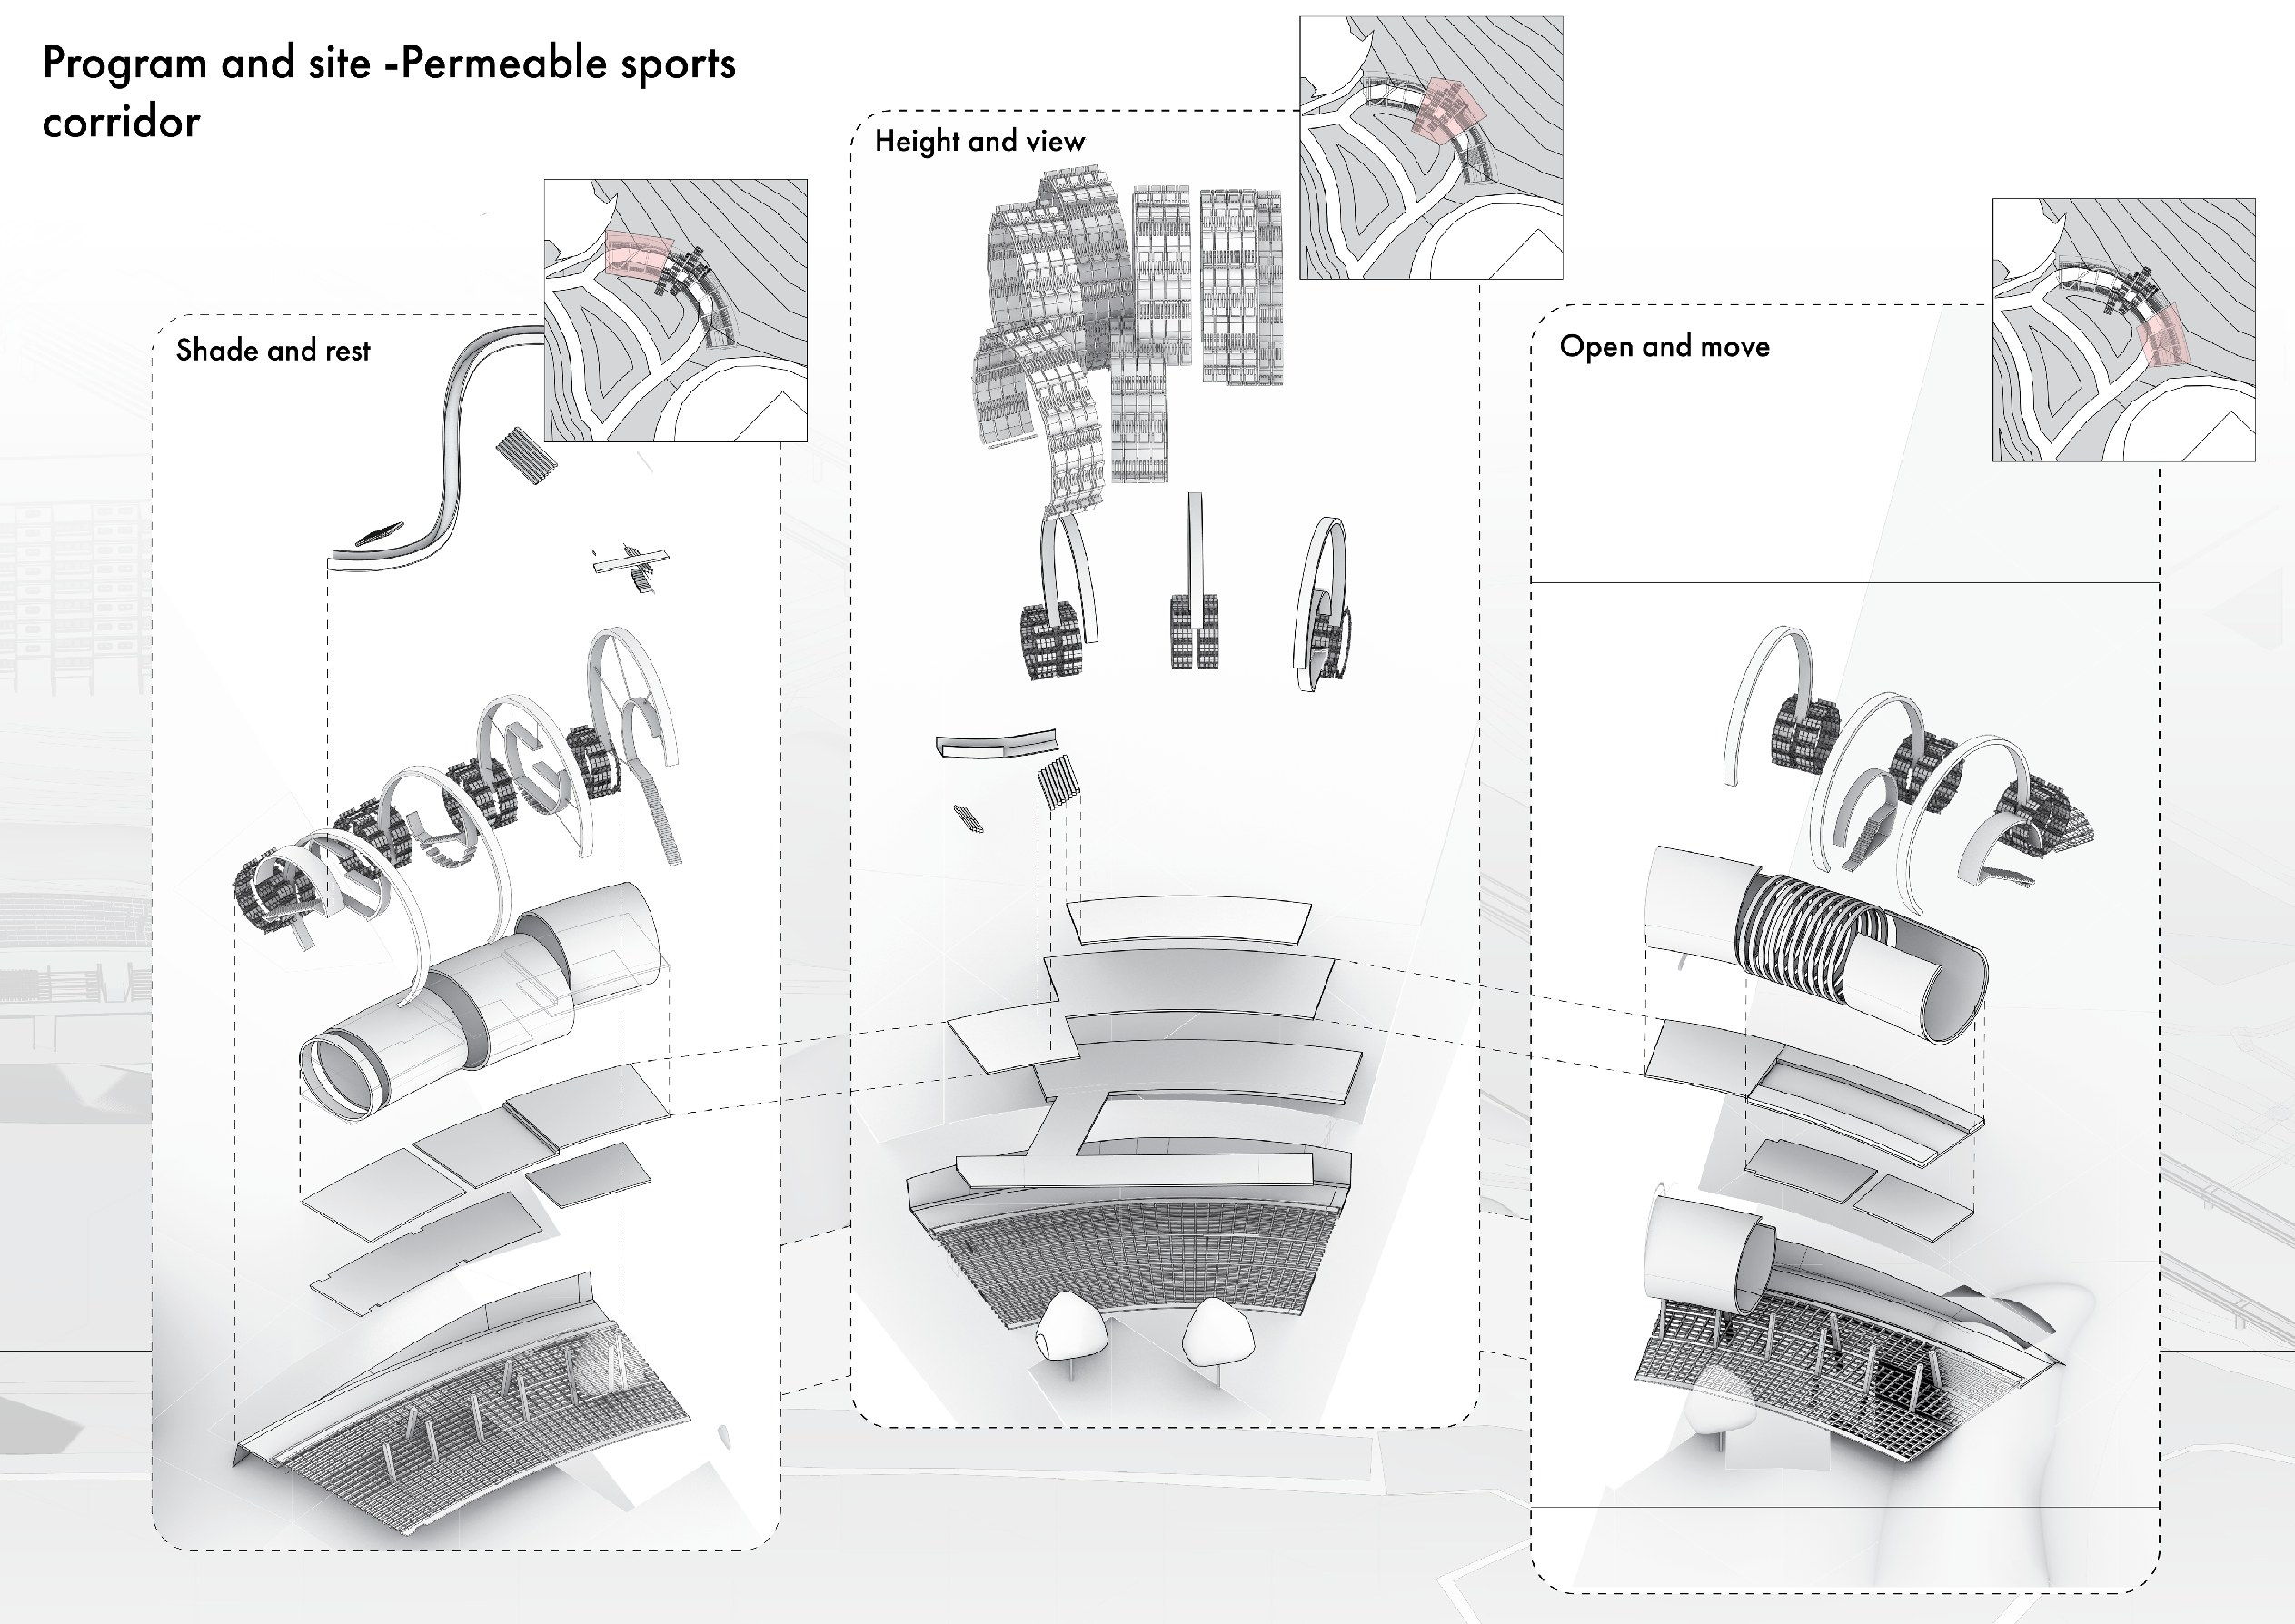 Program and site -Permeable sports
corridor
Height and view
Shade and rest
Open and move